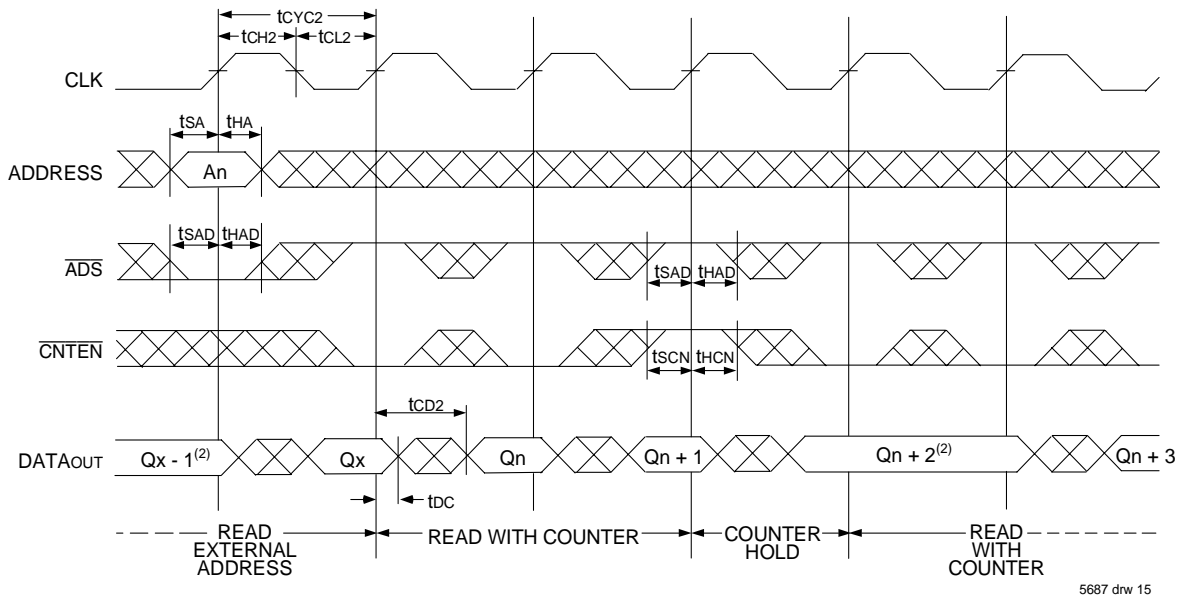 tCYC2
tCH2 tCL2
CLK
tSA tHA
ADDRESS An
tSAD tHAD
ADS tSAD tHAD
CNTEN tSCN tHCN
tCD2
DATAOUT Qx - 1(2) Qx Qn Qn + 1 Qn + 2(2) Qn + 3
tDC
READ EXTERNAL ADDRESS
READ WITH COUNTER
COUNTER HOLD
READ WITH COUNTER
5687 drw 15